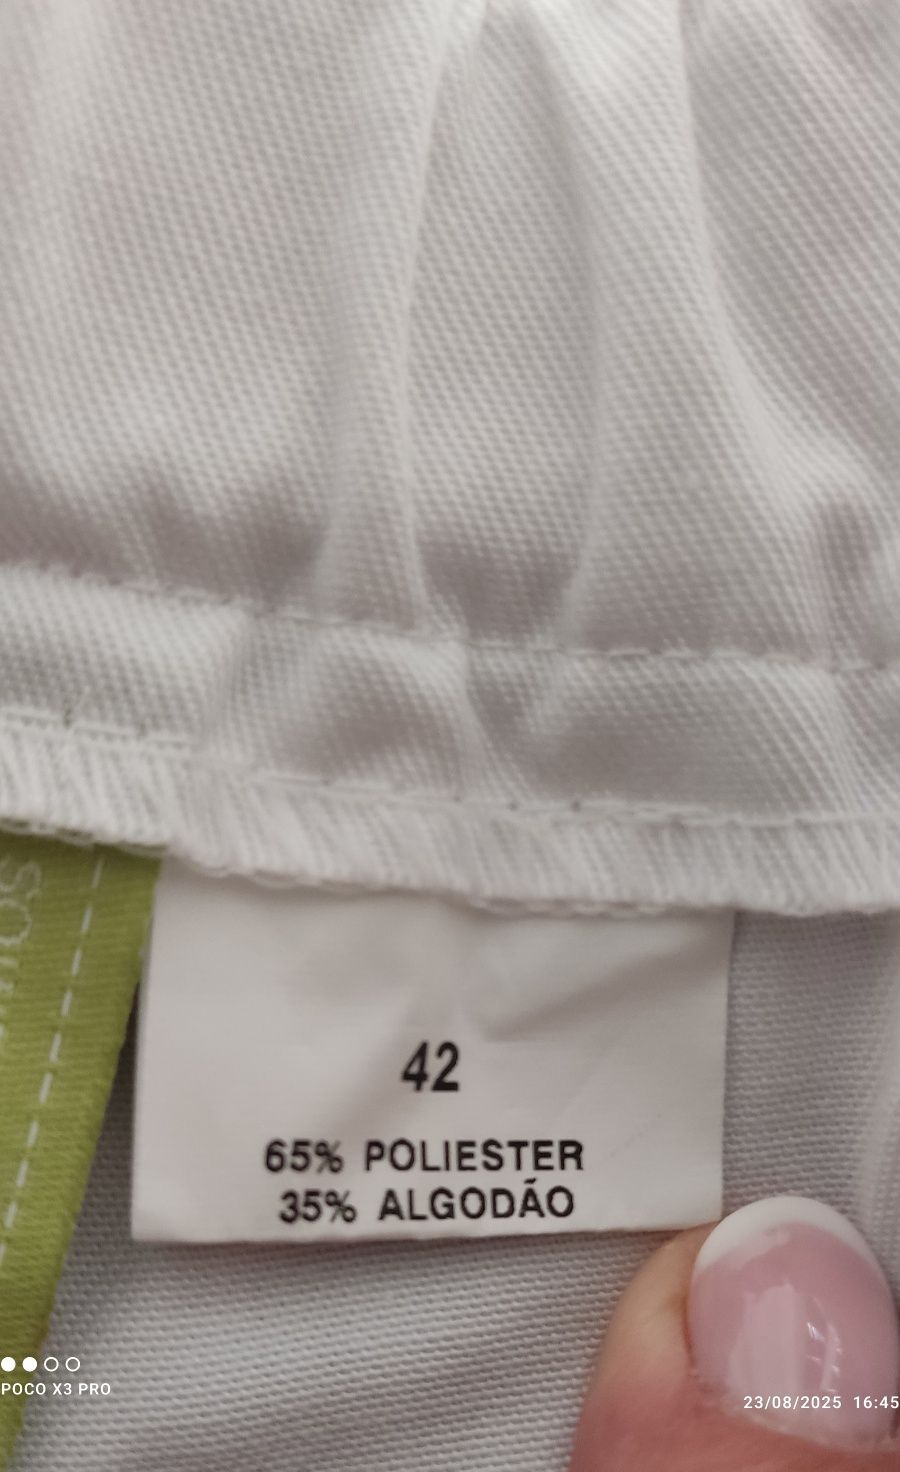 42
65% POLIESTER
35% ALGODÃO
POCO X3 PRO
23/08/2025 16:45